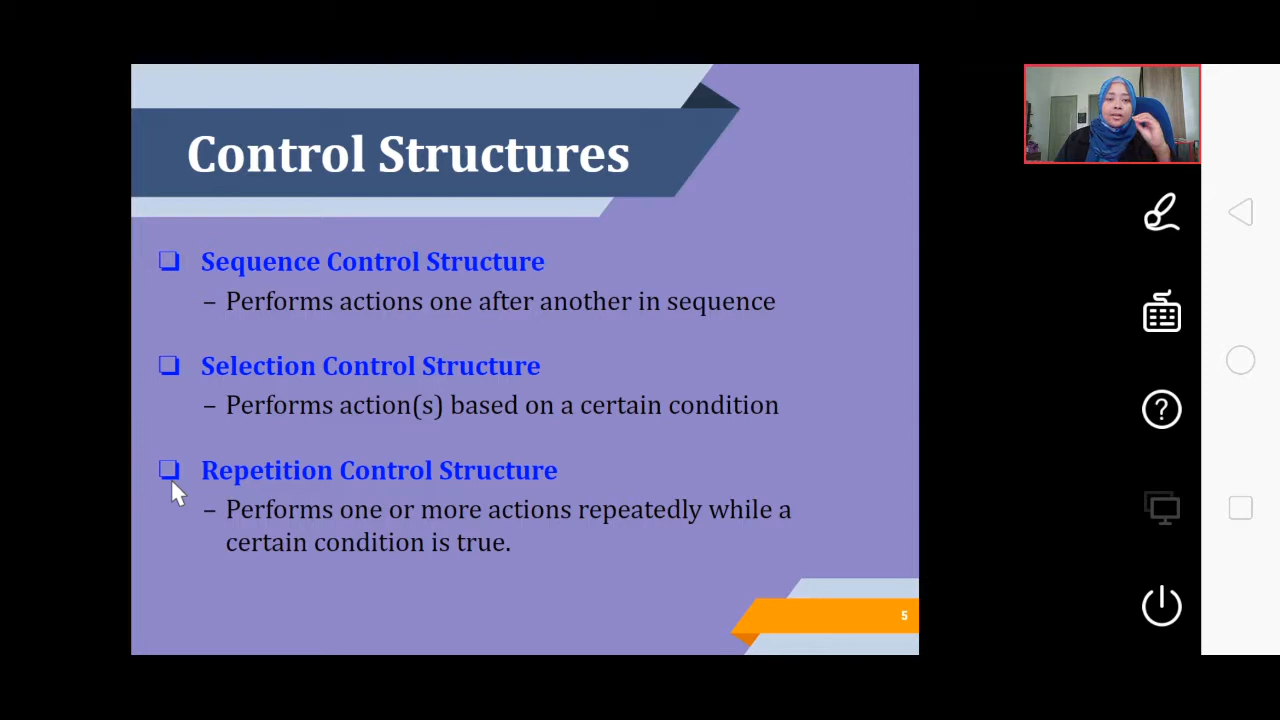 Control Structures
❑ Sequence Control Structure
– Performs actions one after another in sequence
❑ Selection Control Structure
– Performs action(s) based on a certain condition
❑ Repetition Control Structure
– Performs one or more actions repeatedly while a
certain condition is true.
5